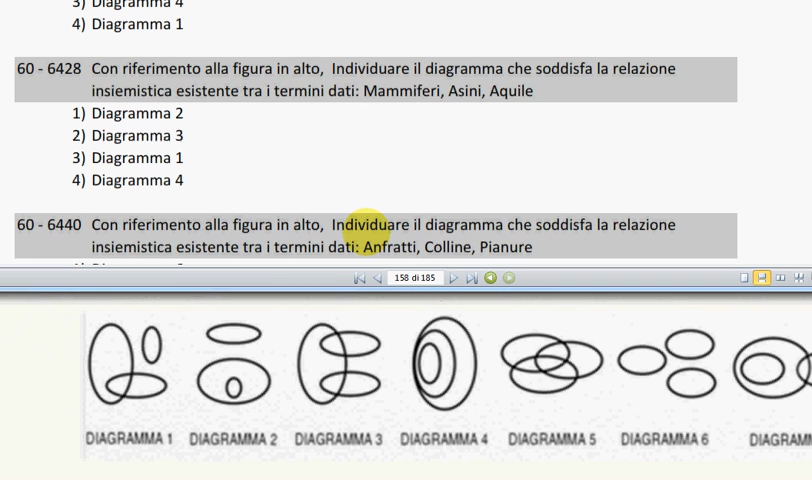 3) Diagramma 4
4) Diagramma 1
60 - 6428 Con riferimento alla figura in alto, Individuare il diagramma che soddisfa la relazione
insiemistica esistente tra i termini dati: Mammiferi, Asini, Aquile
1) Diagramma 2
2) Diagramma 3
3) Diagramma 1
4) Diagramma 4
60 - 6440 Con riferimento alla figura in alto, Individuare il diagramma che soddisfa la relazione
insiemistica esistente tra i termini dati: Anfratti, Colline, Pianure
158 di 185
DIAGRAMMA 1 DIAGRAMMA 2 DIAGRAMMA 3 DIAGRAMMA 4 DIAGRAMMA 5 DIAGRAMMA 6 DIAGRAM